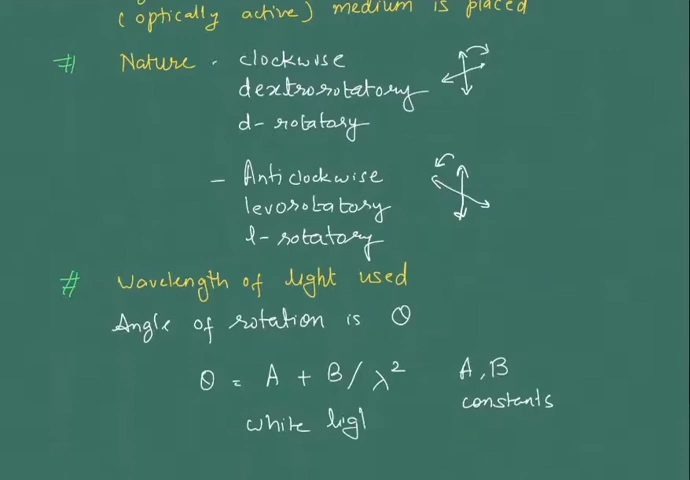 (optically active) medium is placed
# Nature - clockwise
dextrorotatory
d- rotatory
- Anticlockwise
levorotatory
l- rotatory
# Wavelength of light used
Angle of rotation is θ
θ = A + B/λ² A, B
constants
white ligl